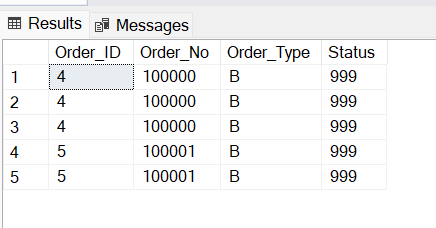 Results Messages
Order_ID Order_No Order_Type Status
1 4 100000 B 999
2 4 100000 B 999
3 4 100000 B 999
4 5 100001 B 999
5 5 100001 B 999